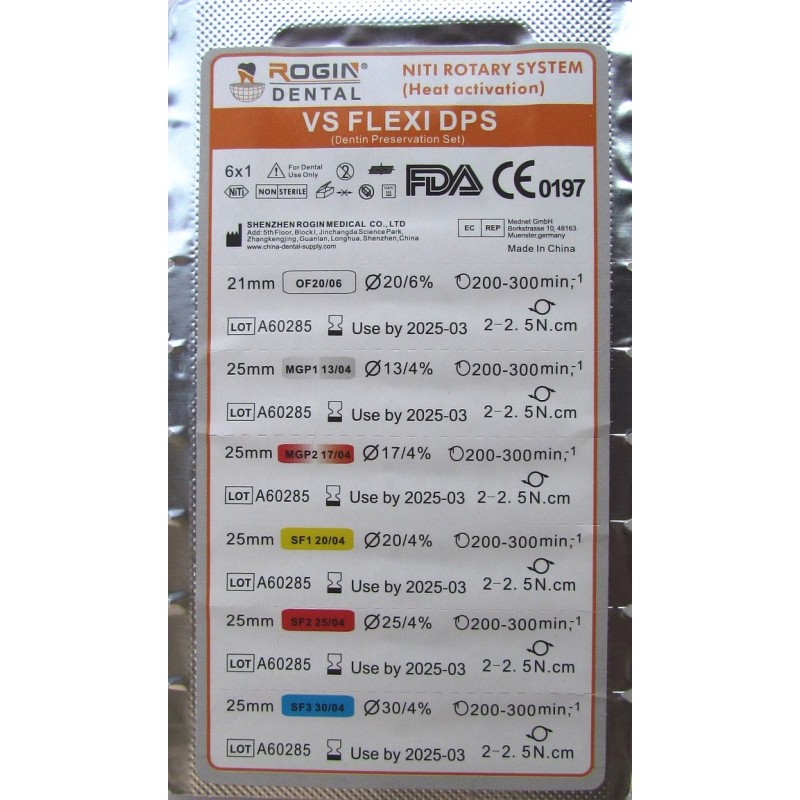 ROGIN®
DENTAL
NITI ROTARY SYSTEM
(Heat activation)
VS FLEXI DPS
(Dentin Preservation Set)
6x1
For Dental
Use Only
FDA CE 0197
NiTi
NON STERILE
SHENZHEN ROGIN MEDICAL CO., LTD
Add: 5th Floor, Block I, Jinchangda Science Park,
Zhangkengjing, Guanlan, Longhua, Shenzhen, China
www.china-dental-supply.com
EC REP
Mednet GmbH
Borkstrasse 10, 48163
Muenster,germany
Made In China
21mm OF20/06 Ø20/6% 200-300min,-1
LOT A60285 Use by 2025-03 2-2. 5N.cm
25mm MGP1 13/04 Ø13/4% 200-300min,-1
LOT A60285 Use by 2025-03 2-2. 5N.cm
25mm MGP2 17/04 Ø17/4% 200-300min,-1
LOT A60285 Use by 2025-03 2-2. 5N.cm
25mm SF1 20/04 Ø20/4% 200-300min,-1
LOT A60285 Use by 2025-03 2-2. 5N.cm
25mm SF2 25/04 Ø25/4% 200-300min,-1
LOT A60285 Use by 2025-03 2-2. 5N.cm
25mm SF3 30/04 Ø30/4% 200-300min,-1
LOT A60285 Use by 2025-03 2-2. 5N.cm